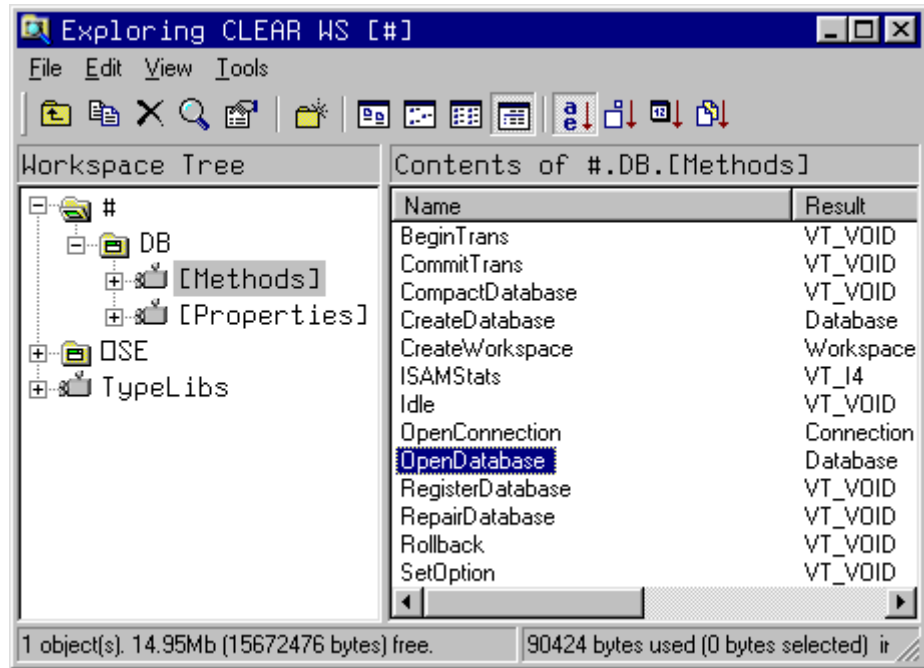 Exploring CLEAR WS [#]
File Edit View Tools
Workspace Tree
Contents of #.DB.[Methods]
#
DB
[Methods]
[Properties]
⎕SE
TypeLibs
Name Result
BeginTrans VT_VOID
CommitTrans VT_VOID
CompactDatabase VT_VOID
CreateDatabase Database
CreateWorkspace Workspace
ISAMStats VT_I4
Idle VT_VOID
OpenConnection Connection
OpenDatabase Database
RegisterDatabase VT_VOID
RepairDatabase VT_VOID
Rollback VT_VOID
SetOption VT_VOID
1 object(s). 14.95Mb (15672476 bytes) free.
90424 bytes used (0 bytes selected)